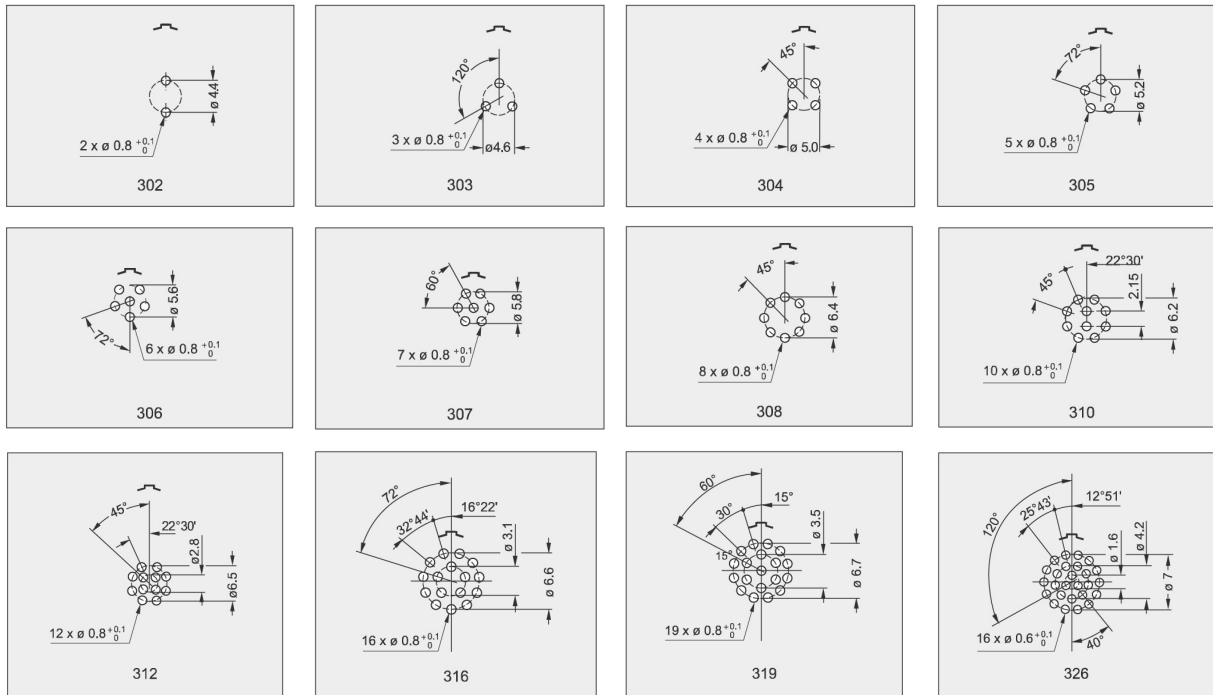 ø 4.4
2 x ø 0.8 +0.1 0
302
120°
3 x ø 0.8 +0.1 0
ø4.6
303
45°
4 x ø 0.8 +0.1 0
ø 5.0
304
72°
ø 5.2
5 x ø 0.8 +0.1 0
305
ø 5.6
72°
6 x ø 0.8 +0.1 0
306
60°
ø 5.8
7 x ø 0.8 +0.1 0
307
45°
ø 6.4
8 x ø 0.8 +0.1 0
308
22°30'
45°
2.15
ø 6.2
10 x ø 0.8 +0.1 0
310
45°
22°30'
ø2.8
ø6.5
12 x ø 0.8 +0.1 0
312
72°
16°22'
32°44'
ø 3.1
ø 6.6
16 x ø 0.8 +0.1 0
316
60°
15°
30°
ø 3.5
15°
ø 6.7
19 x ø 0.8 +0.1 0
319
12°51'
25°43'
120°
ø 4.2
ø 1.6
ø 7
16 x ø 0.6 +0.1 0
40°
326